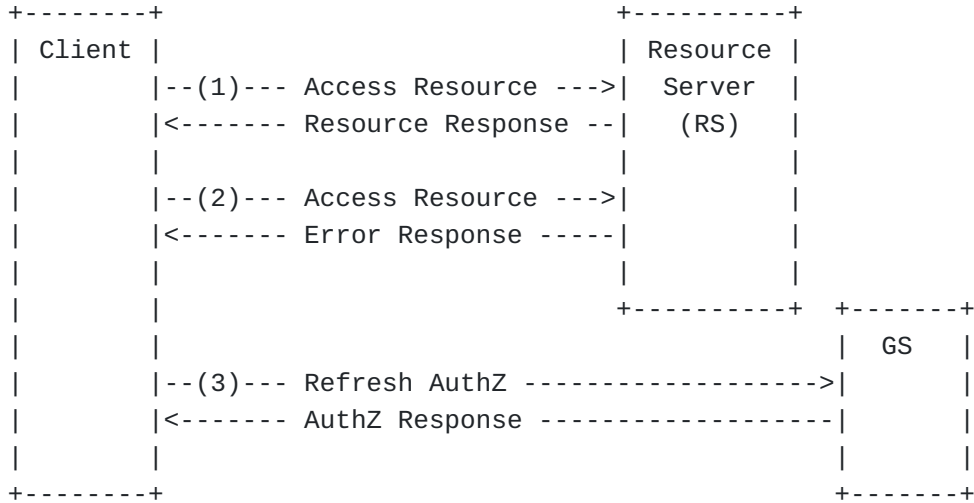 +--------+                               +----------+
| Client |                               | Resource |
|        |--(1)--- Access Resource --->|  Server  |
|        |<------- Resource Response --|   (RS)   |
|        |                               |          |
|        |--(2)--- Access Resource --->|          |
|        |<------- Error Response -----|          |
|        |                               |          |
|        |                               +----------+  +-------+
|        |                                             |  GS   |
|        |--(3)--- Refresh AuthZ ------------------->|       |
|        |<------- AuthZ Response -------------------|       |
|        |                                             |       |
+--------+                                             +-------+